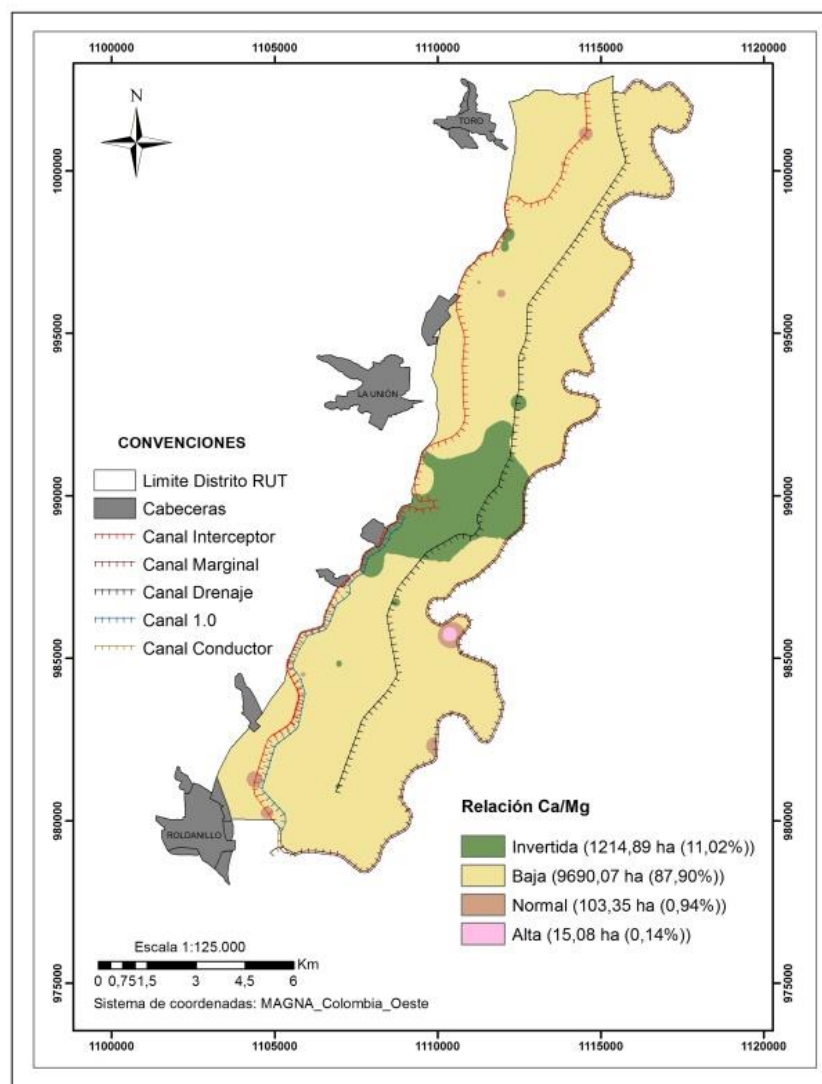 1100000 1105000 1110000 1115000 1120000
N
TORO
1000000 1000000
995000 995000
LA UNIÓN
CONVENCIONES
Limite Distrito RUT
990000 990000
Cabeceras
Canal Interceptor
Canal Marginal
Canal Drenaje
Canal 1.0
Canal Conductor
985000 985000
Relación Ca/Mg
980000 980000
ROLDANILLO
Invertida (1214,89 ha (11,02%))
Baja (9690,07 ha (87,90%))
Normal (103,35 ha (0,94%))
Alta (15,08 ha (0,14%))
Escala 1:125.000
Km
0 0,75 1,5 3 4,5 6
975000 975000
Sistema de coordenadas: MAGNA_Colombia_Oeste
1100000 1105000 1110000 1115000 1120000